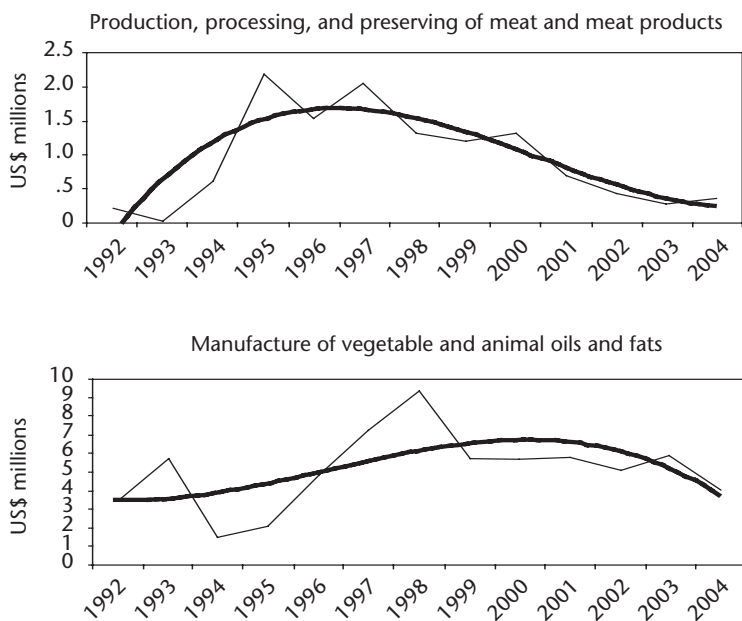 Production, processing, and preserving of meat and meat products
US$ millions
2.5
2.0
1.5
1.0
.5
0
1992 1993 1994 1995 1996 1997 1998 1999 2000 2001 2002 2003 2004
Manufacture of vegetable and animal oils and fats
US$ millions
10
9
8
7
6
5
4
3
2
1
0
1992 1993 1994 1995 1996 1997 1998 1999 2000 2001 2002 2003 2004